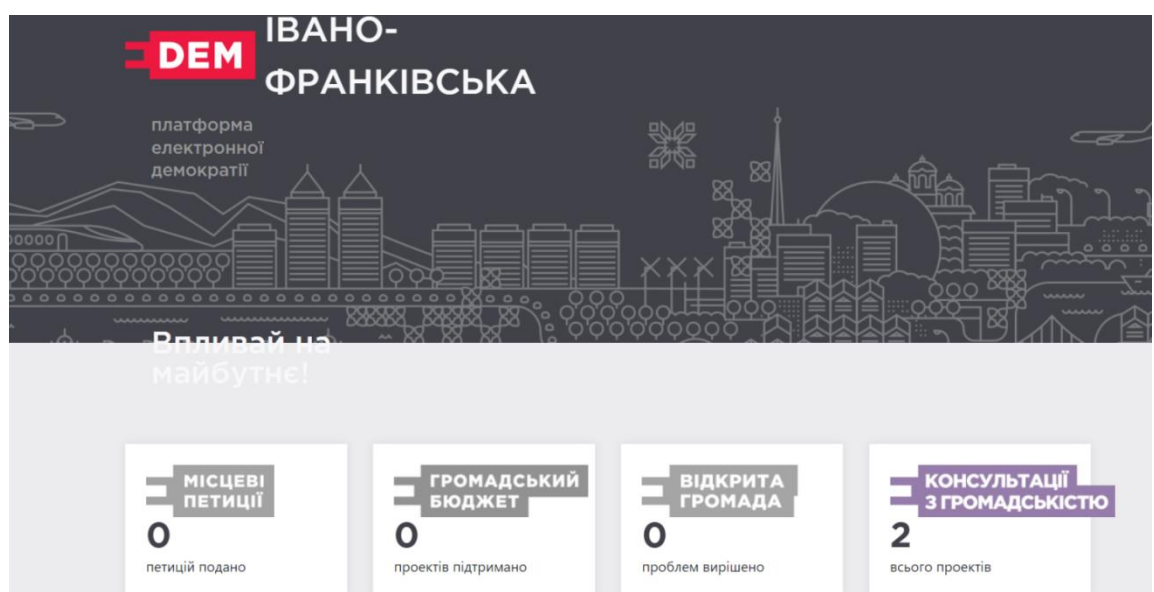 DEM
ІВАНО-
ФРАНКІВСЬКА
платформа
електронної
демократії
Впливай на
майбутнє!
МІСЦЕВІ
ПЕТИЦІЇ
0
петицій подано
ГРОМАДСЬКИЙ
БЮДЖЕТ
0
проектів підтримано
ВІДКРИТА
ГРОМАДА
0
проблем вирішено
КОНСУЛЬТАЦІЇ
З ГРОМАДСЬКІСТЮ
2
всього проектів